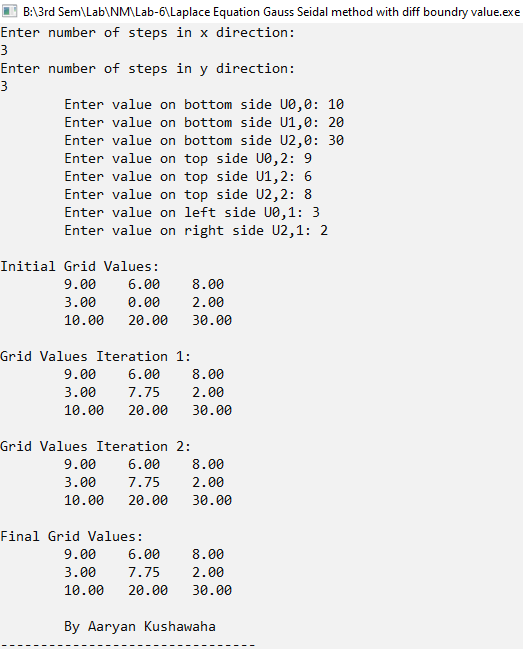 B:\3rd Sem\Lab\NM\Lab-6\Laplace Equation Gauss Seidal method with diff boundry value.exe
Enter number of steps in x direction:
3
Enter number of steps in y direction:
3
Enter value on bottom side U0,0: 10
Enter value on bottom side U1,0: 20
Enter value on bottom side U2,0: 30
Enter value on top side U0,2: 9
Enter value on top side U1,2: 6
Enter value on top side U2,2: 8
Enter value on left side U0,1: 3
Enter value on right side U2,1: 2
Initial Grid Values:
9.00 6.00 8.00
3.00 0.00 2.00
10.00 20.00 30.00
Grid Values Iteration 1:
9.00 6.00 8.00
3.00 7.75 2.00
10.00 20.00 30.00
Grid Values Iteration 2:
9.00 6.00 8.00
3.00 7.75 2.00
10.00 20.00 30.00
Final Grid Values:
9.00 6.00 8.00
3.00 7.75 2.00
10.00 20.00 30.00
By Aaryan Kushawaha
--------------------------------